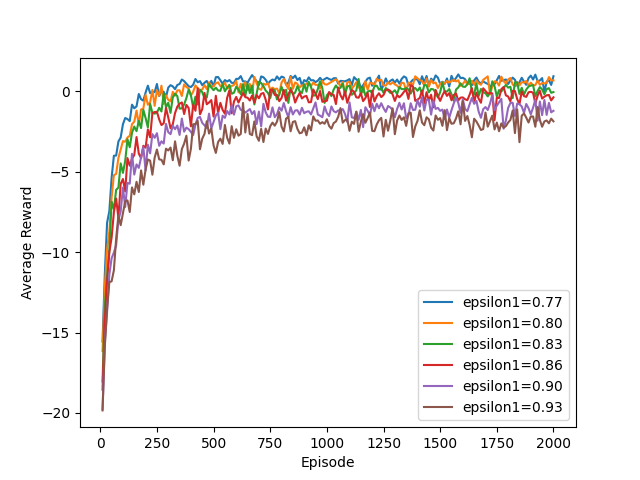 0
−5
−10
−15
−20
Average Reward
epsilon1=0.77
epsilon1=0.80
epsilon1=0.83
epsilon1=0.86
epsilon1=0.90
epsilon1=0.93
0 250 500 750 1000 1250 1500 1750 2000
Episode